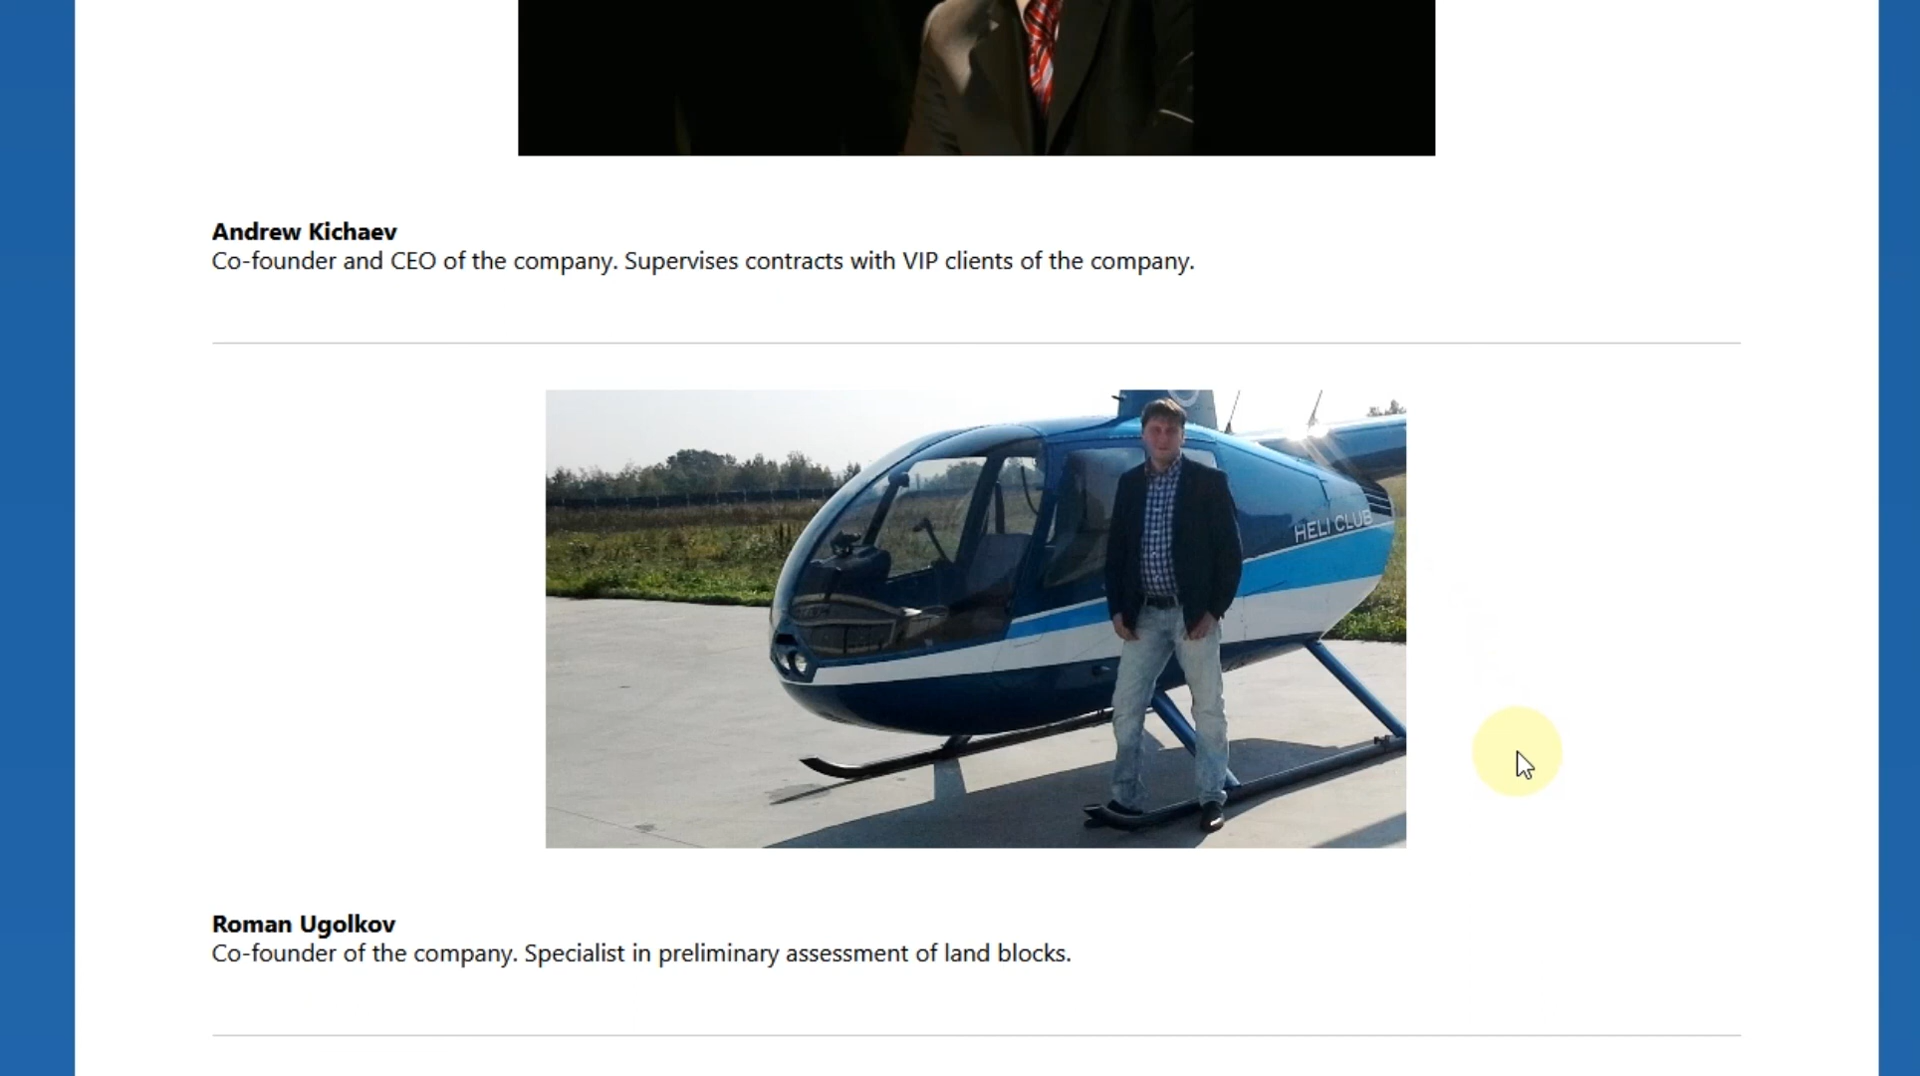 Andrew Kichaev
Co-founder and CEO of the company. Supervises contracts with VIP clients of the company.
HELI CLUB
Roman Ugolkov
Co-founder of the company. Specialist in preliminary assessment of land blocks.